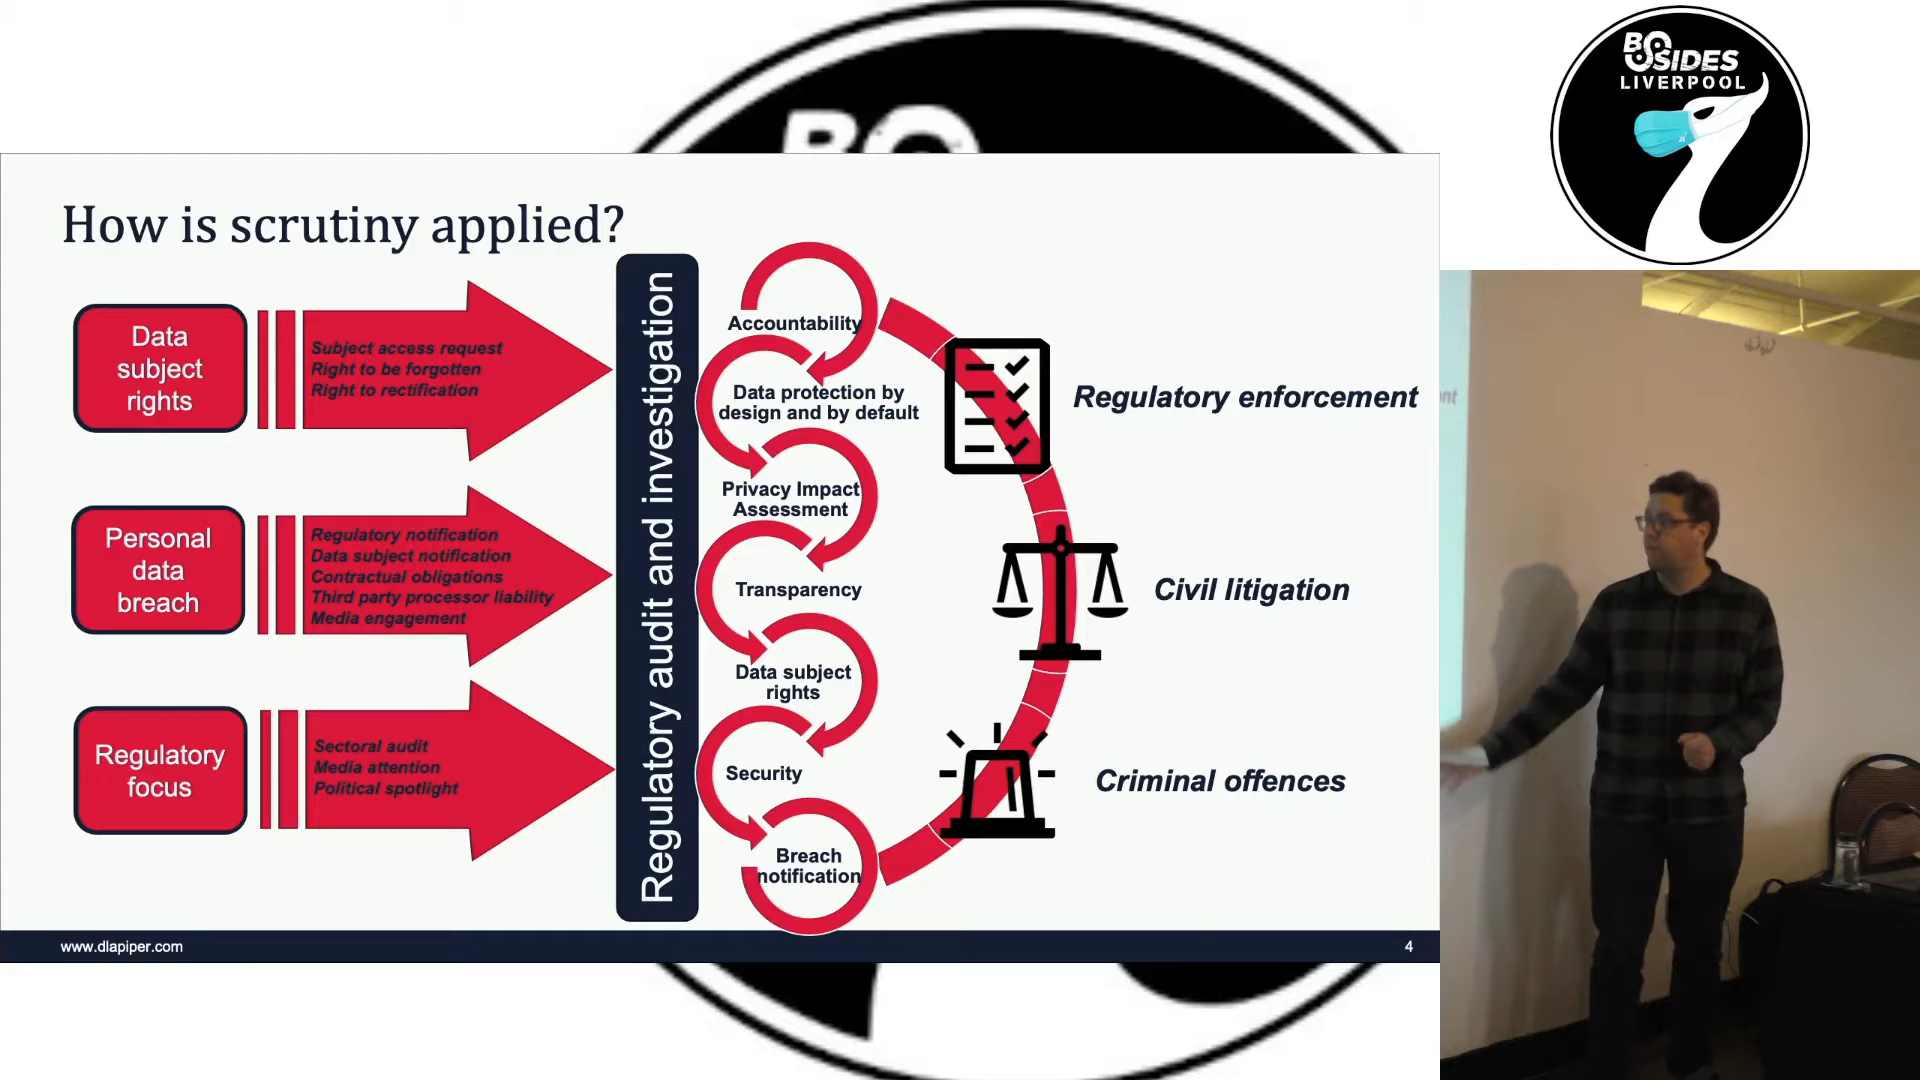 BSIDES
LIVERPOOL
How is scrutiny applied?
Data
subject
rights
Subject access request
Right to be forgotten
Right to rectification
Personal
data
breach
Regulatory notification
Data subject notification
Contractual obligations
Third party processor liability
Media engagement
Regulatory
focus
Sectoral audit
Media attention
Political spotlight
Regulatory audit and investigation
Accountability
Data protection by
design and by default
Privacy Impact
Assessment
Transparency
Data subject
rights
Security
Breach
notification
Regulatory enforcement
Civil litigation
Criminal offences
www.dlapiper.com
4